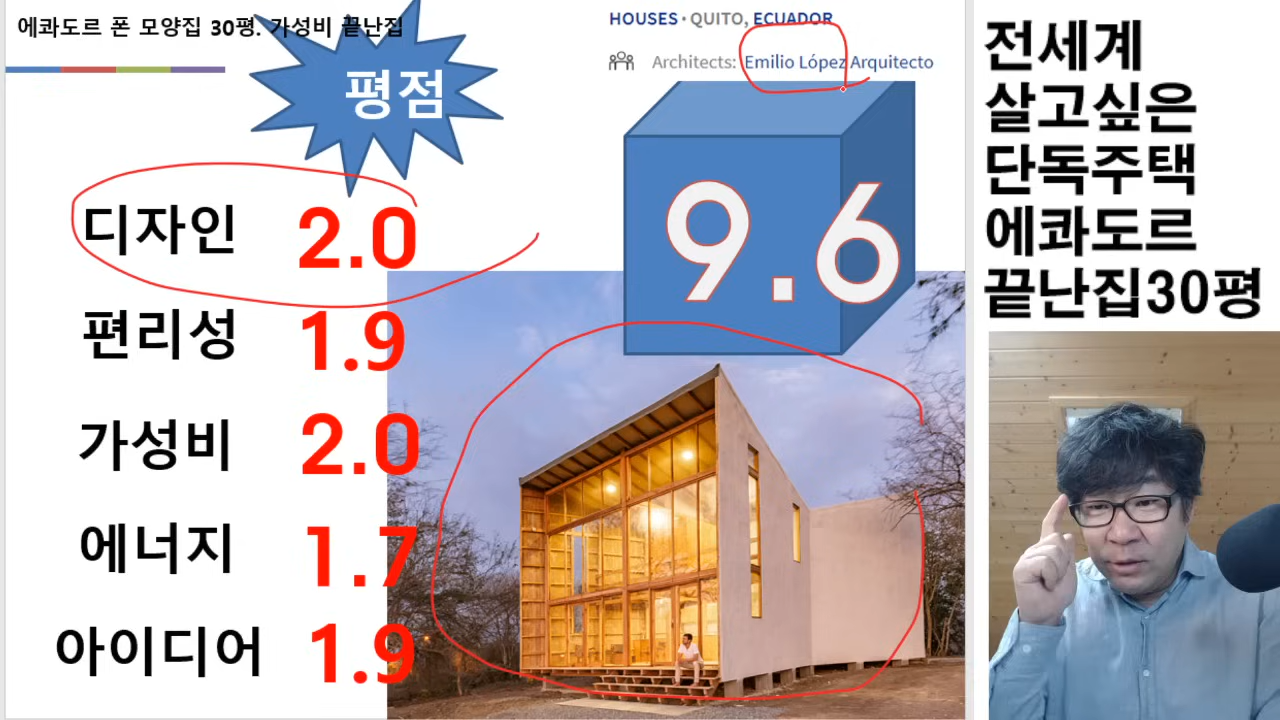 에콰도르 폰 모양집 30평. 가성비 끝난집
평점
HOUSES · QUITO, ECUADOR
Architects: Emilio López Arquitecto
9.6
디자인 2.0
편리성 1.9
가성비 2.0
에너지 1.7
아이디어 1.9
전세계
살고싶은
단독주택
에콰도르
끝난집30평